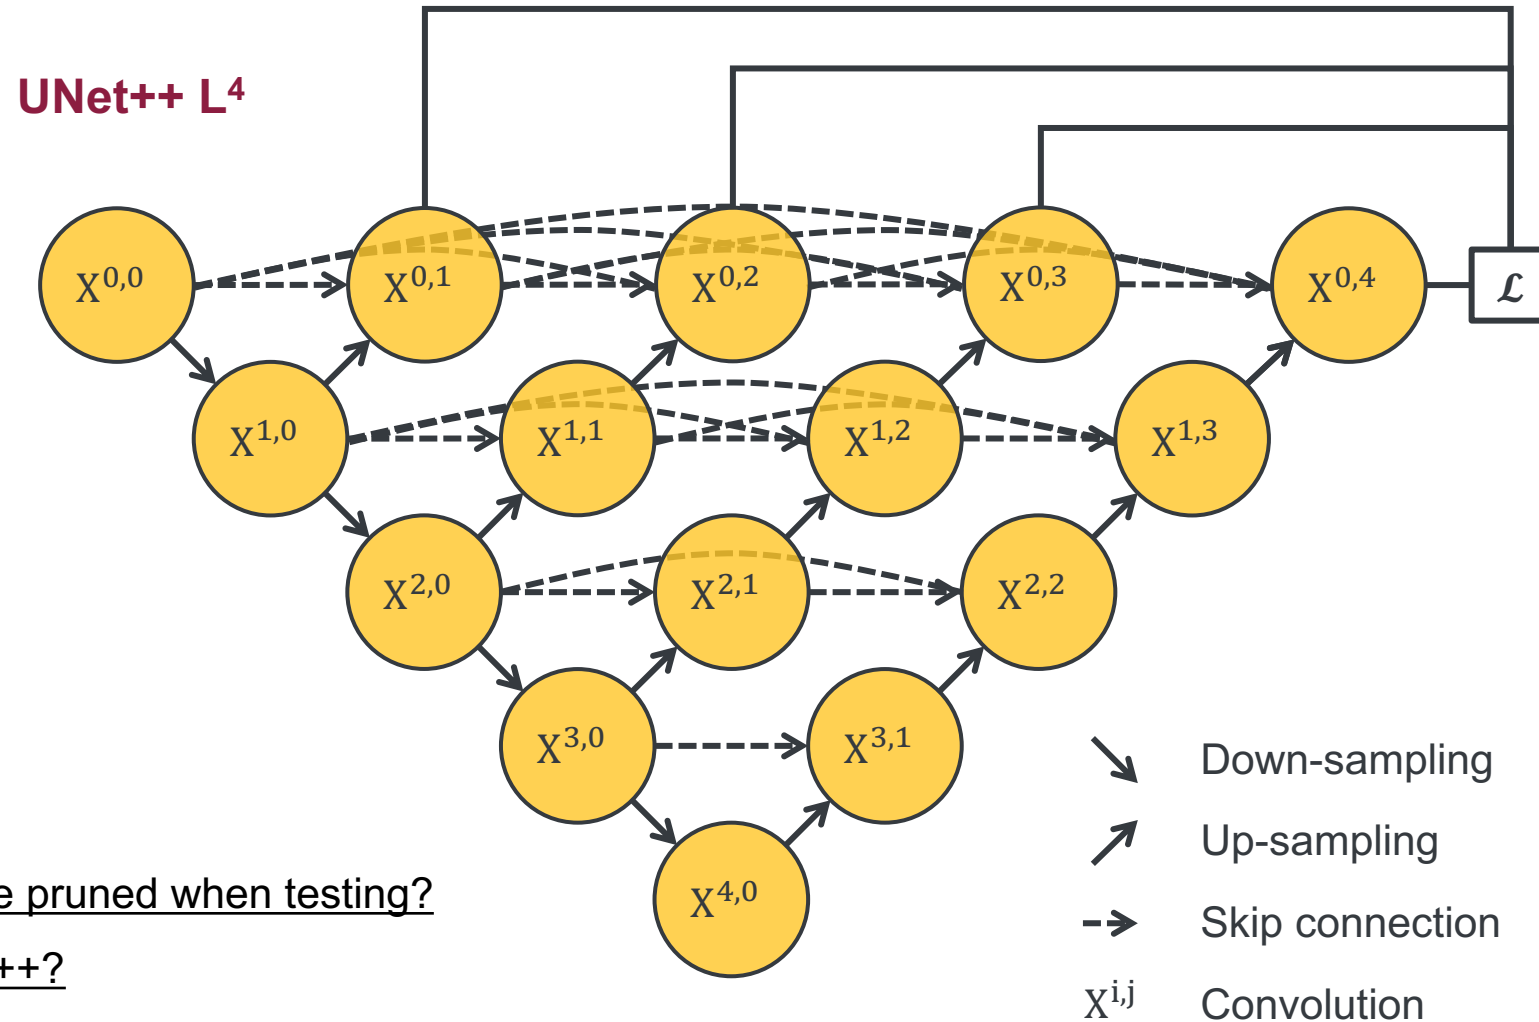 UNet++ L⁴
X⁰,⁰ X⁰,¹ X⁰,² X⁰,³ X⁰,⁴ ℒ
X¹,⁰ X¹,¹ X¹,² X¹,³
X²,⁰ X²,¹ X²,²
X³,⁰ X³,¹
X⁴,⁰
Down-sampling
Up-sampling
Skip connection
Xⁱ,ʲ Convolution
e pruned when testing?
++?